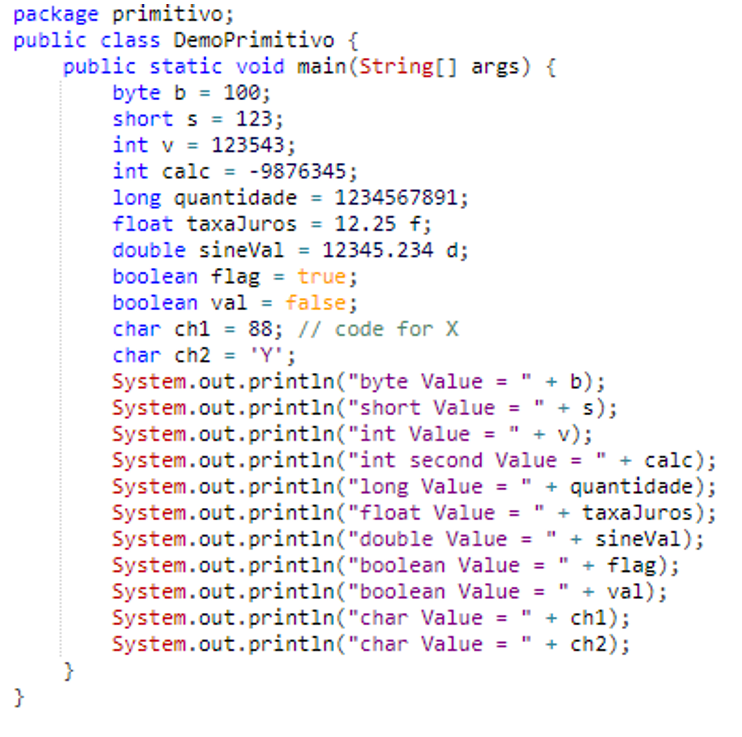 package primitivo;
public class DemoPrimitivo {
    public static void main(String[] args) {
        byte b = 100;
        short s = 123;
        int v = 123543;
        int calc = -9876345;
        long quantidade = 1234567891;
        float taxaJuros = 12.25 f;
        double sineVal = 12345.234 d;
        boolean flag = true;
        boolean val = false;
        char ch1 = 88; // code for X
        char ch2 = 'Y';
        System.out.println("byte Value = " + b);
        System.out.println("short Value = " + s);
        System.out.println("int Value = " + v);
        System.out.println("int second Value = " + calc);
        System.out.println("long Value = " + quantidade);
        System.out.println("float Value = " + taxaJuros);
        System.out.println("double Value = " + sineVal);
        System.out.println("boolean Value = " + flag);
        System.out.println("boolean Value = " + val);
        System.out.println("char Value = " + ch1);
        System.out.println("char Value = " + ch2);
    }
}